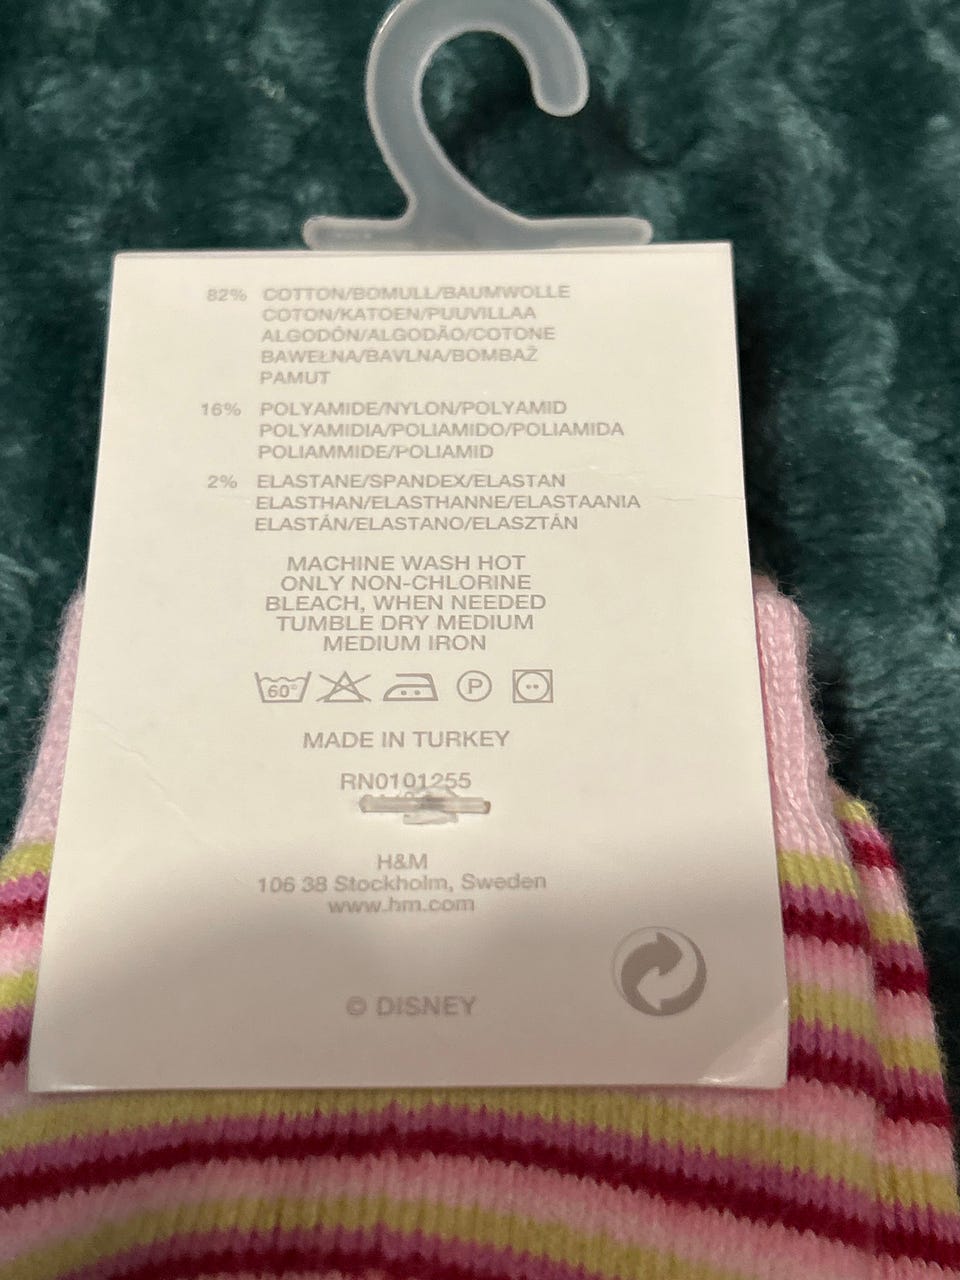 82% COTTON/BOMULL/BAUMWOLLE
COTON/KATOEN/PUUVILLAA
ALGODÓN/ALGODÃO/COTONE
BAWEŁNA/BAVLNA/BOMBAŽ
PAMUT
16% POLYAMIDE/NYLON/POLYAMID
POLYAMIDIA/POLIAMIDO/POLIAMIDA
POLIAMMIDE/POLIAMID
2% ELASTANE/SPANDEX/ELASTAN
ELASTHAN/ELASTHANNE/ELASTAANIA
ELASTÁN/ELASTANO/ELASZTÁN
MACHINE WASH HOT
ONLY NON-CHLORINE
BLEACH, WHEN NEEDED
TUMBLE DRY MEDIUM
MEDIUM IRON
60° P
MADE IN TURKEY
RN0101255
H&M
106 38 Stockholm, Sweden
www.hm.com
© DISNEY